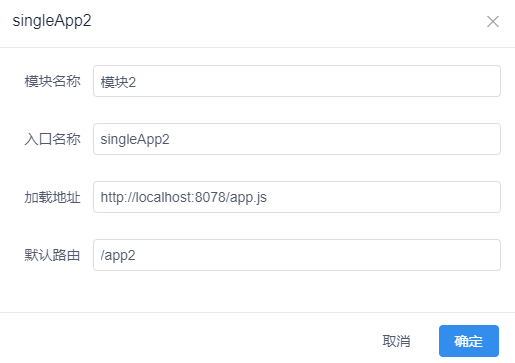 singleApp2
模块名称 模块2
入口名称 singleApp2
加载地址 http://localhost:8078/app.js
默认路由 /app2
取消 确定